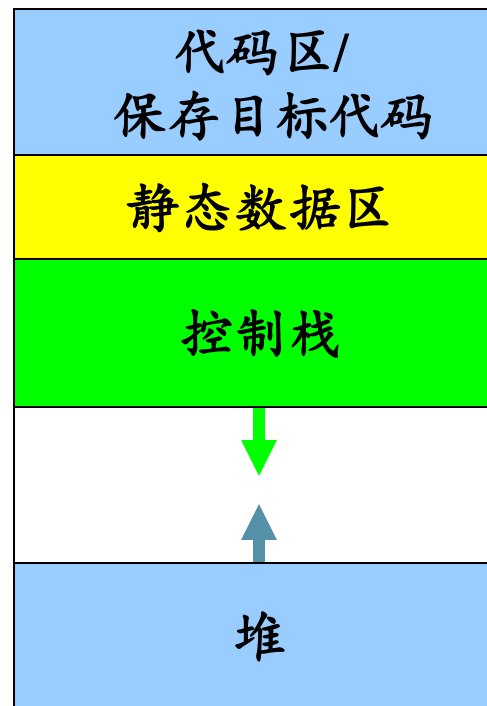 代码区/
保存目标代码
静态数据区
控制栈
堆